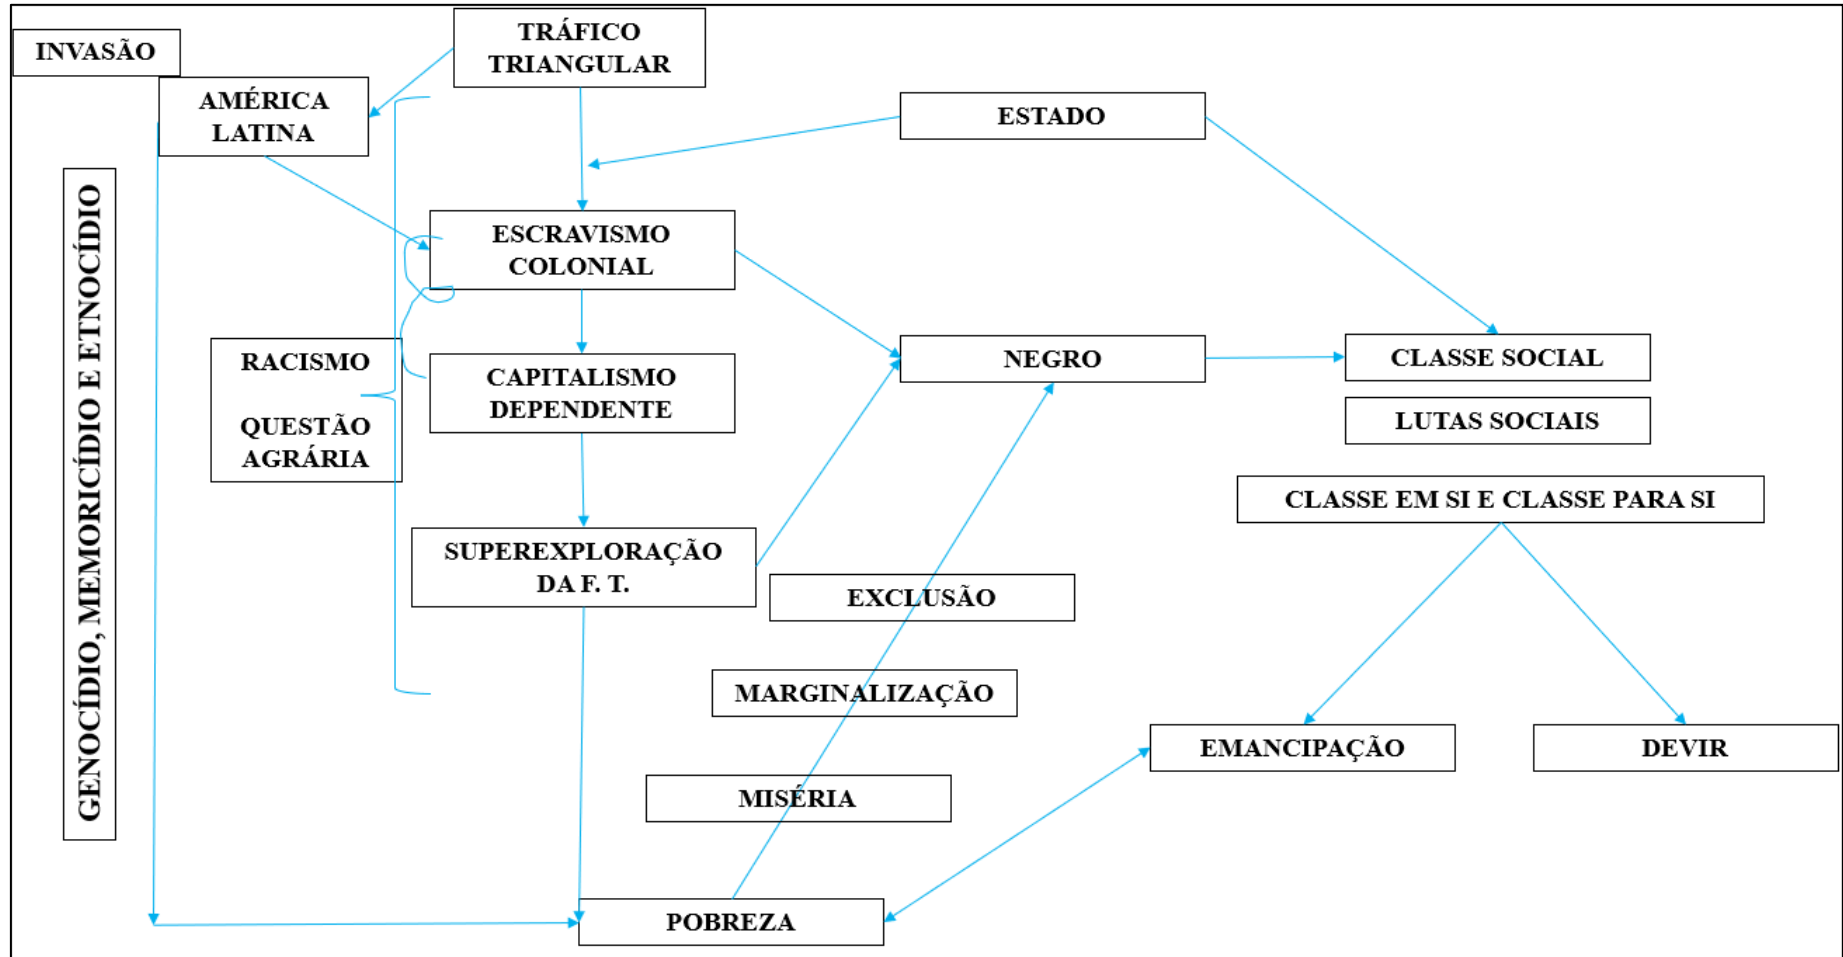 INVASÃO
TRÁFICO
TRIANGULAR
AMÉRICA
LATINA
ESTADO
GENOCÍDIO, MEMORICÍDIO E ETNOCÍDIO
ESCRAVISMO
COLONIAL
RACISMO
QUESTÃO
AGRÁRIA
CAPITALISMO
DEPENDENTE
NEGRO
CLASSE SOCIAL
LUTAS SOCIAIS
CLASSE EM SI E CLASSE PARA SI
SUPEREXPLORAÇÃO
DA F. T.
EXCLUSÃO
MARGINALIZAÇÃO
MISÉRIA
EMANCIPAÇÃO
DEVIR
POBREZA